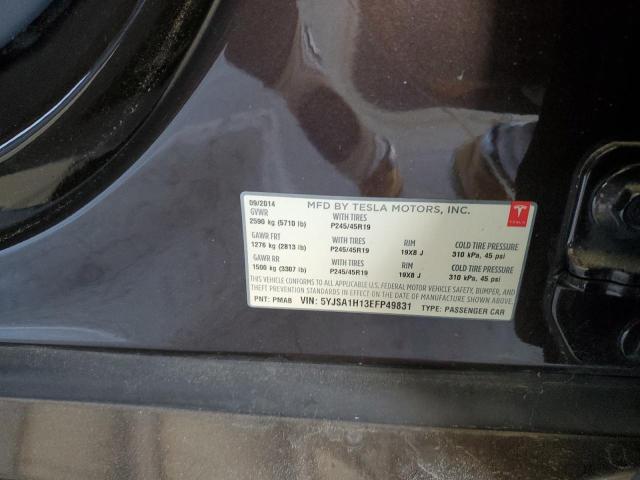 09/2014 MFD BY TESLA MOTORS, INC.
GVWR WITH TIRES
2590 kg (5710 lb) P245/45R19
GAWR FRT WITH TIRES RIM COLD TIRE PRESSURE
1276 kg (2813 lb) P245/45R19 19X8 J 310 kPa, 45 psi
GAWR RR WITH TIRES RIM COLD TIRE PRESSURE
1500 kg (3307 lb) P245/45R19 19X8 J 310 kPa, 45 psi
THIS VEHICLE CONFORMS TO ALL APPLICABLE U.S. FEDERAL MOTOR VEHICLE SAFETY, BUMPER, AND
THEFT PREVENTION STANDARDS IN EFFECT ON THE DATE OF MANUFACTURE SHOWN ABOVE.
PNT: PMAB VIN: 5YJSA1H13EFP49831 TYPE: PASSENGER CAR
TESLA